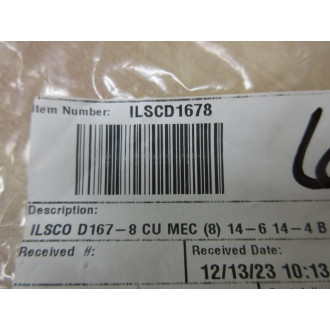 Item Number: ILSCD1678
Description:
ILSCO D167-8 CU MEC (8) 14-6 14-4 B
Received #: Received Date:
12/13/23 10:13